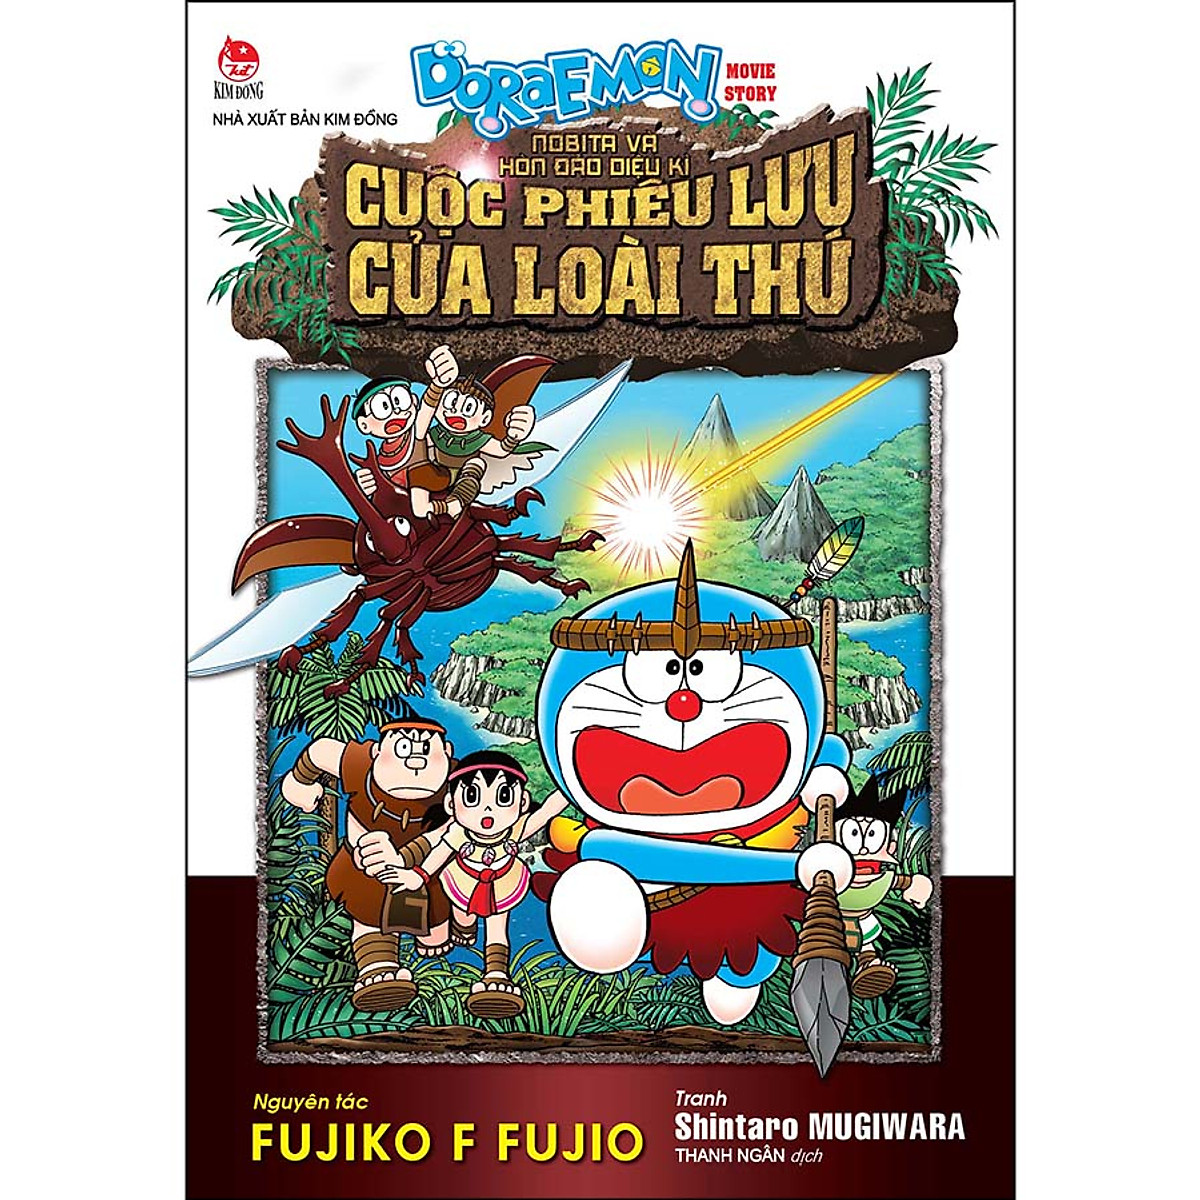 DORAEMON
MOVIE
STORY
KIM ĐỒNG
NHÀ XUẤT BẢN KIM ĐỒNG
NOBITA VÀ
HÒN ĐẢO DIỆU KÌ
CUỘC PHIÊU LƯU
CỦA LOÀI THÚ
Nguyên tác
FUJIKO F FUJIO
Tranh
Shintaro MUGIWARA
THANH NGÂN dịch